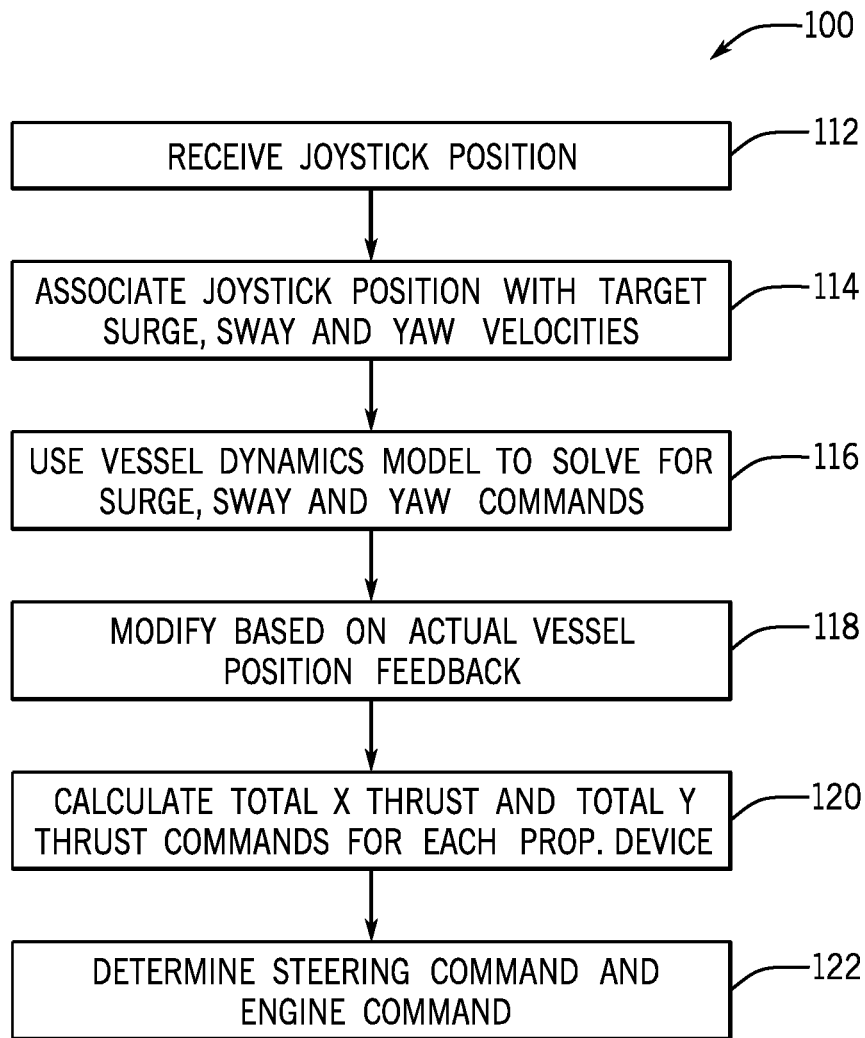 100
RECEIVE JOYSTICK POSITION
112
ASSOCIATE JOYSTICK POSITION WITH TARGET
SURGE, SWAY AND YAW VELOCITIES
114
USE VESSEL DYNAMICS MODEL TO SOLVE FOR
SURGE, SWAY AND YAW COMMANDS
116
MODIFY BASED ON ACTUAL VESSEL
POSITION FEEDBACK
118
CALCULATE TOTAL X THRUST AND TOTAL Y
THRUST COMMANDS FOR EACH PROP. DEVICE
120
DETERMINE STEERING COMMAND AND
ENGINE COMMAND
122